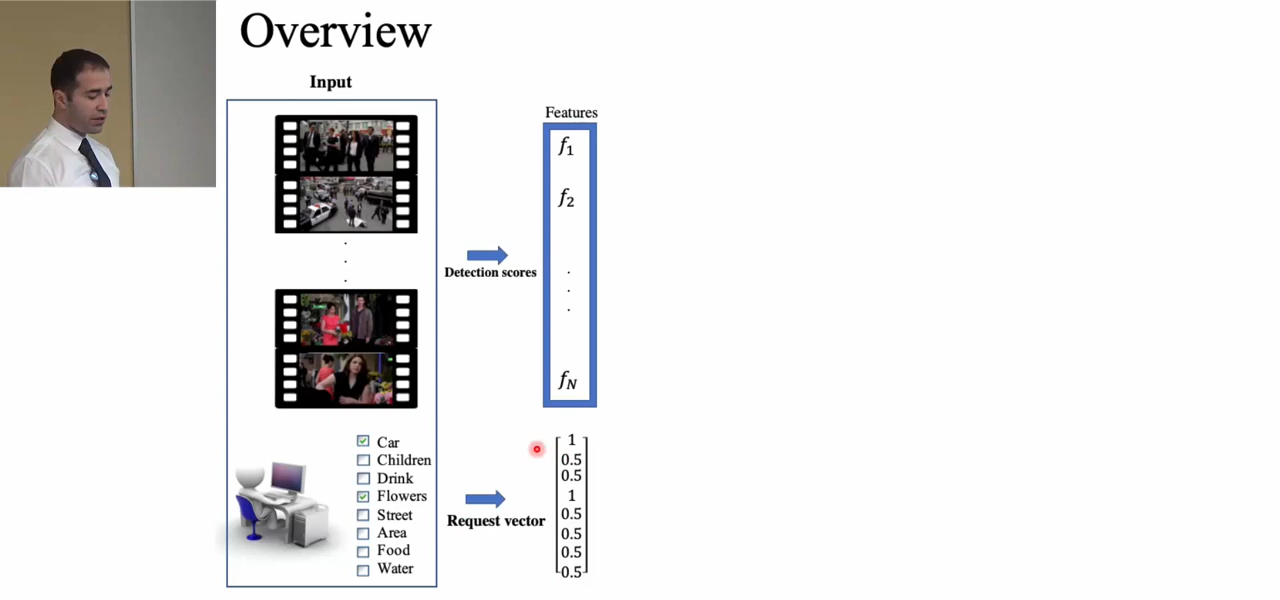 Overview
Input
Features
f₁
f₂
.
.
.
.
.
.
Detection scores
f_N
Car
Children
Drink
Flowers
Street
Area
Food
Water
Request vector
1
0.5
0.5
1
0.5
0.5
0.5
0.5